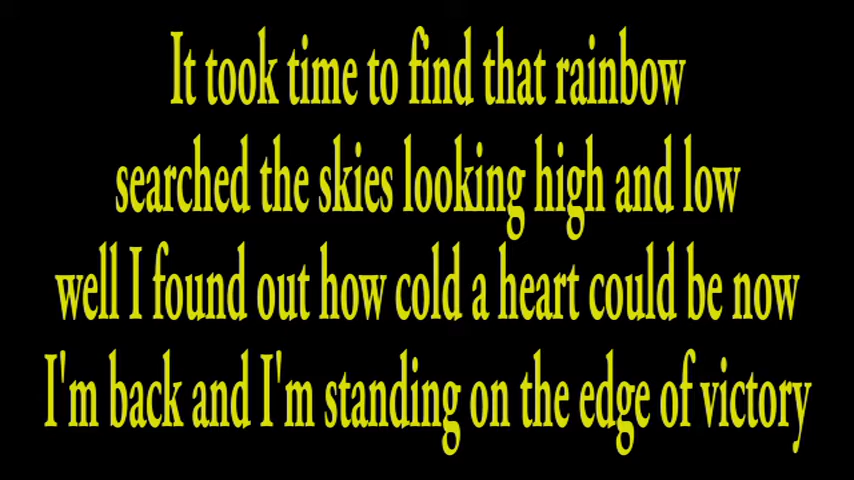 It took time to find that rainbow
searched the skies looking high and low
well I found out how cold a heart could be now
I'm back and I'm standing on the edge of victory